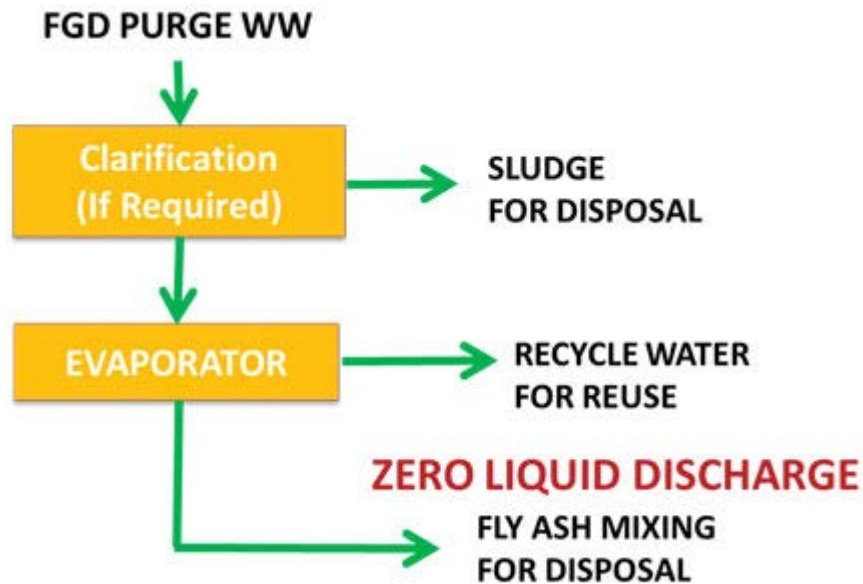 FGD PURGE WW
Clarification
(If Required)
SLUDGE
FOR DISPOSAL
EVAPORATOR
RECYCLE WATER
FOR REUSE
ZERO LIQUID DISCHARGE
FLY ASH MIXING
FOR DISPOSAL